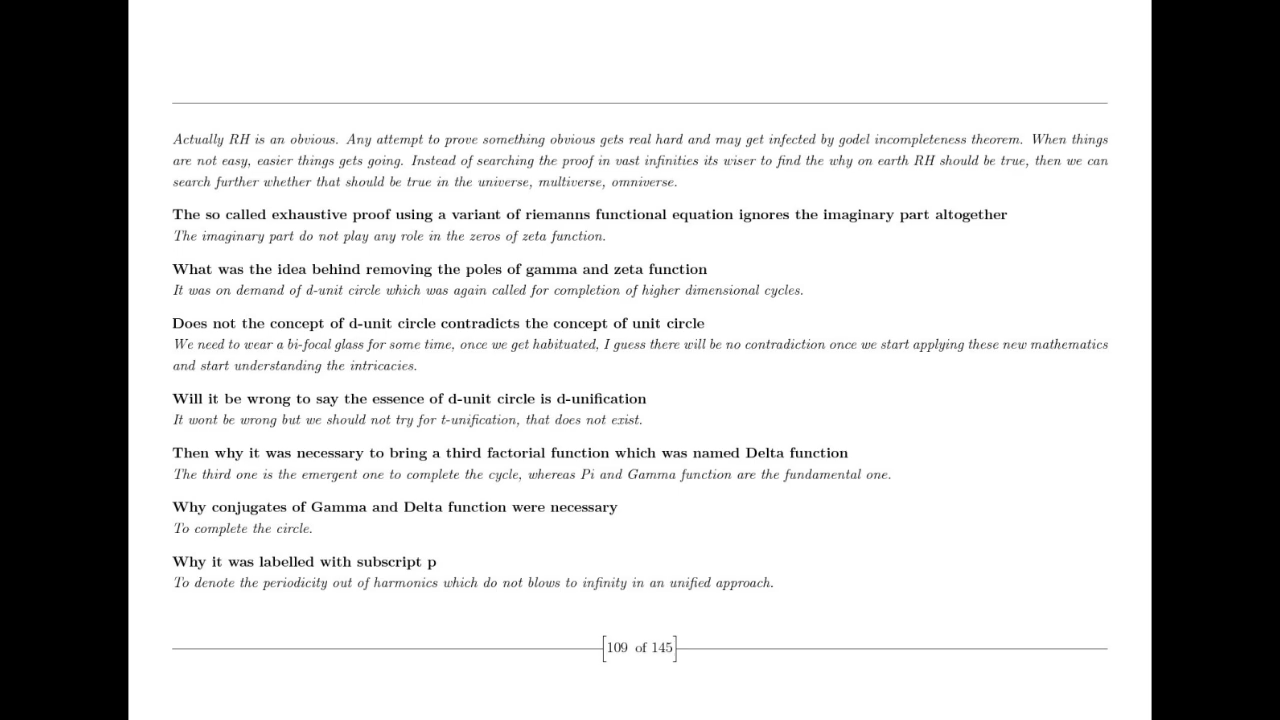 Actually RH is an obvious. Any attempt to prove something obvious gets real hard and may get infected by godel incompleteness theorem. When things
are not easy, easier things gets going. Instead of searching the proof in vast infinities its wiser to find the why on earth RH should be true, then we can
search further whether that should be true in the universe, multiverse, omniverse.
The so called exhaustive proof using a variant of riemanns functional equation ignores the imaginary part altogether
The imaginary part do not play any role in the zeros of zeta function.
What was the idea behind removing the poles of gamma and zeta function
It was on demand of d-unit circle which was again called for completion of higher dimensional cycles.
Does not the concept of d-unit circle contradicts the concept of unit circle
We need to wear a bi-focal glass for some time, once we get habituated, I guess there will be no contradiction once we start applying these new mathematics
and start understanding the intricacies.
Will it be wrong to say the essence of d-unit circle is d-unification
It wont be wrong but we should not try for t-unification, that does not exist.
Then why it was necessary to bring a third factorial function which was named Delta function
The third one is the emergent one to complete the cycle, whereas Pi and Gamma function are the fundamental one.
Why conjugates of Gamma and Delta function were necessary
To complete the circle.
Why it was labelled with subscript p
To denote the periodicity out of harmonics which do not blows to infinity in an unified approach.
[109 of 145]